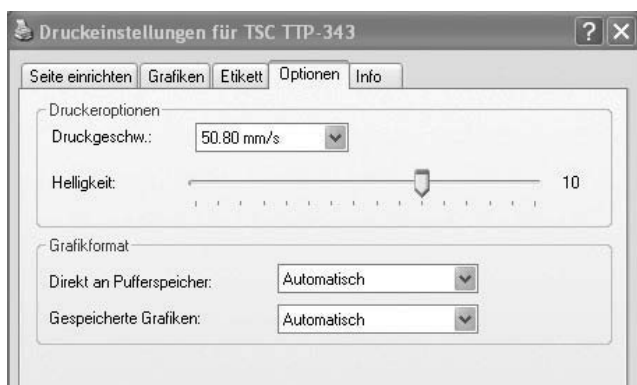 Druckeinstellungen für TSC TTP-343
Seite einrichten Grafiken Etikett Optionen Info
Druckeroptionen
Druckgeschw.: 50.80 mm/s
Helligkeit: 10
Grafikformat
Direkt an Pufferspeicher: Automatisch
Gespeicherte Grafiken: Automatisch